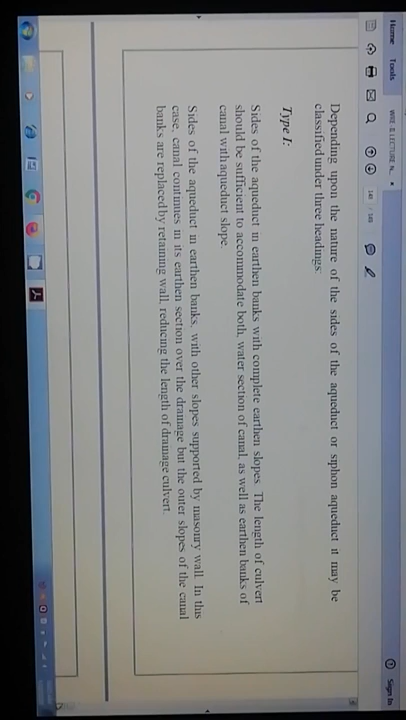 Home Tools WRE-II LECTURE N... Sign In
143 / 183
Depending upon the nature of the sides of the aqueduct or siphon aqueduct it may be
classified under three headings:
Type I:
Sides of the aqueduct in earthen banks with complete earthen slopes. The length of culvert
should be sufficient to accommodate both, water section of canal, as well as earthen banks of
canal with aqueduct slope.
Sides of the aqueduct in earthen banks, with other slopes supported by masonry wall. In this
case, canal continues in its earthen section over the drainage but the outer slopes of the canal
banks are replaced by retaining wall, reducing the length of drainage culvert.